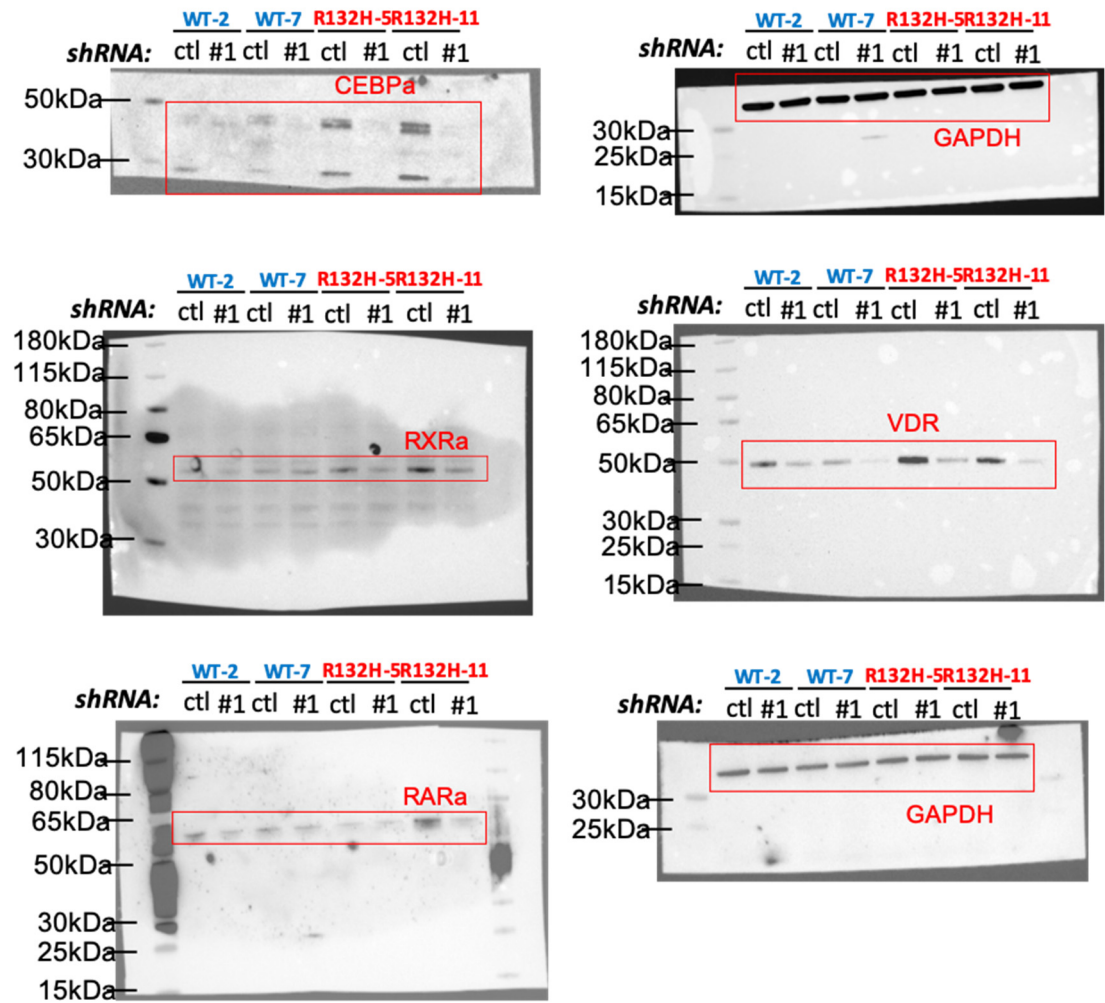 WT-2 WT-7 R132H-5R132H-11
shRNA: ctl #1 ctl #1 ctl #1 ctl #1
CEBPa
50kDa
30kDa
WT-2 WT-7 R132H-5R132H-11
shRNA: ctl #1 ctl #1 ctl #1 ctl #1
30kDa
GAPDH
25kDa
15kDa
WT-2 WT-7 R132H-5R132H-11
shRNA: ctl #1 ctl #1 ctl #1 ctl #1
180kDa
115kDa
80kDa
65kDa
RXRa
50kDa
30kDa
WT-2 WT-7 R132H-5R132H-11
shRNA: ctl #1 ctl #1 ctl #1 ctl #1
180kDa
115kDa
80kDa
65kDa
VDR
50kDa
30kDa
25kDa
15kDa
WT-2 WT-7 R132H-5R132H-11
shRNA: ctl #1 ctl #1 ctl #1 ctl #1
115kDa
80kDa
RARa
65kDa
50kDa
30kDa
25kDa
15kDa
WT-2 WT-7 R132H-5R132H-11
shRNA: ctl #1 ctl #1 ctl #1 ctl #1
30kDa
GAPDH
25kDa